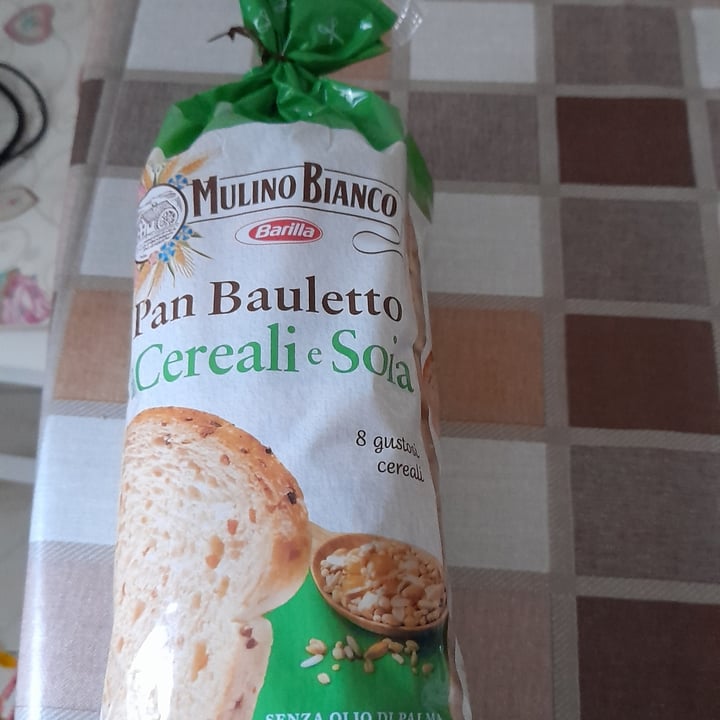 MULINO BIANCO
Barilla
Pan Bauletto
Cereali e Soia
8 gustosi
cereali
SENZA OLIO DI PALMA